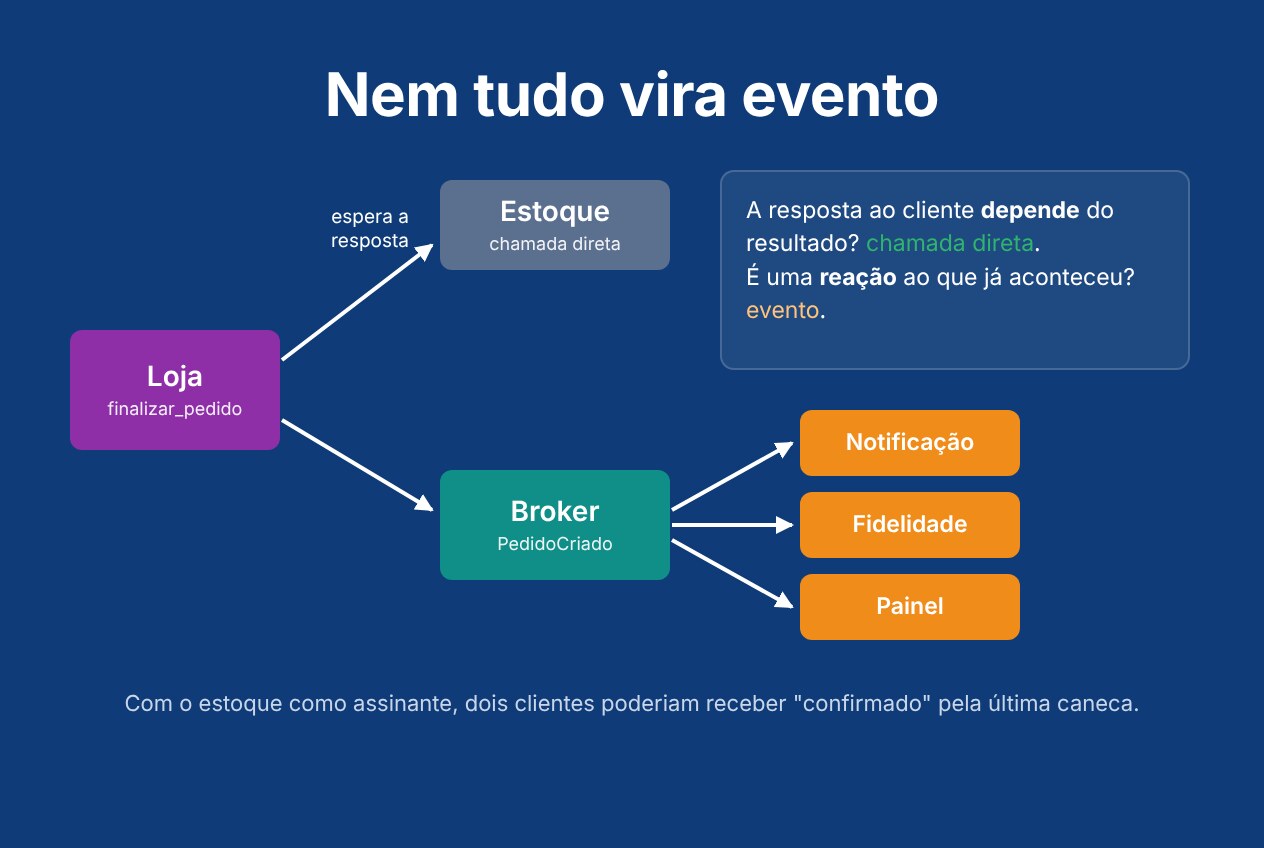 Nem tudo vira evento
espera a
resposta
Estoque
chamada direta
A resposta ao cliente depende do
resultado? chamada direta.
É uma reação ao que já aconteceu?
evento.
Loja
finalizar_pedido
Broker
PedidoCriado
Notificação
Fidelidade
Painel
Com o estoque como assinante, dois clientes poderiam receber "confirmado" pela última caneca.